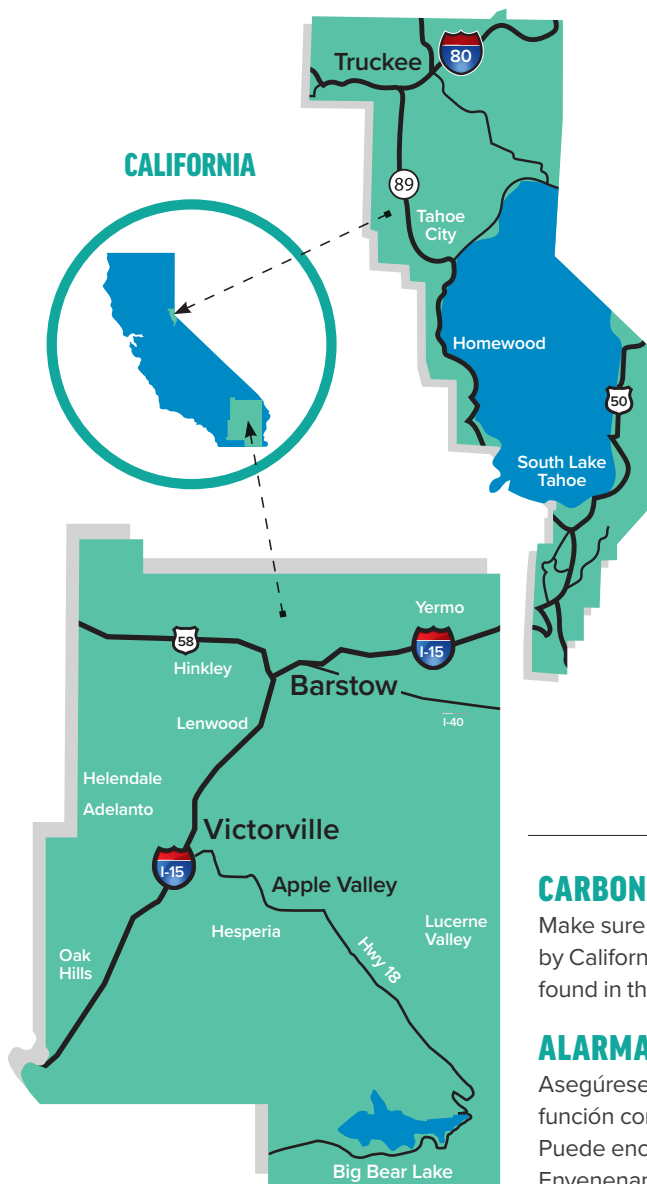 Truckee
80
CALIFORNIA
89
Tahoe
City
Homewood
50
South Lake
Tahoe
Yermo
58
I-15
Hinkley
Barstow
Lenwood
I-40
Helendale
Adelanto
Victorville
I-15
Apple Valley
Hesperia
Lucerne
Valley
Oak
Hills
Hwy 18
Big Bear Lake
CARBON
Make sure
by Californ
found in th
ALARMA
Asegúrese
función cor
Puede enc
Envenenar